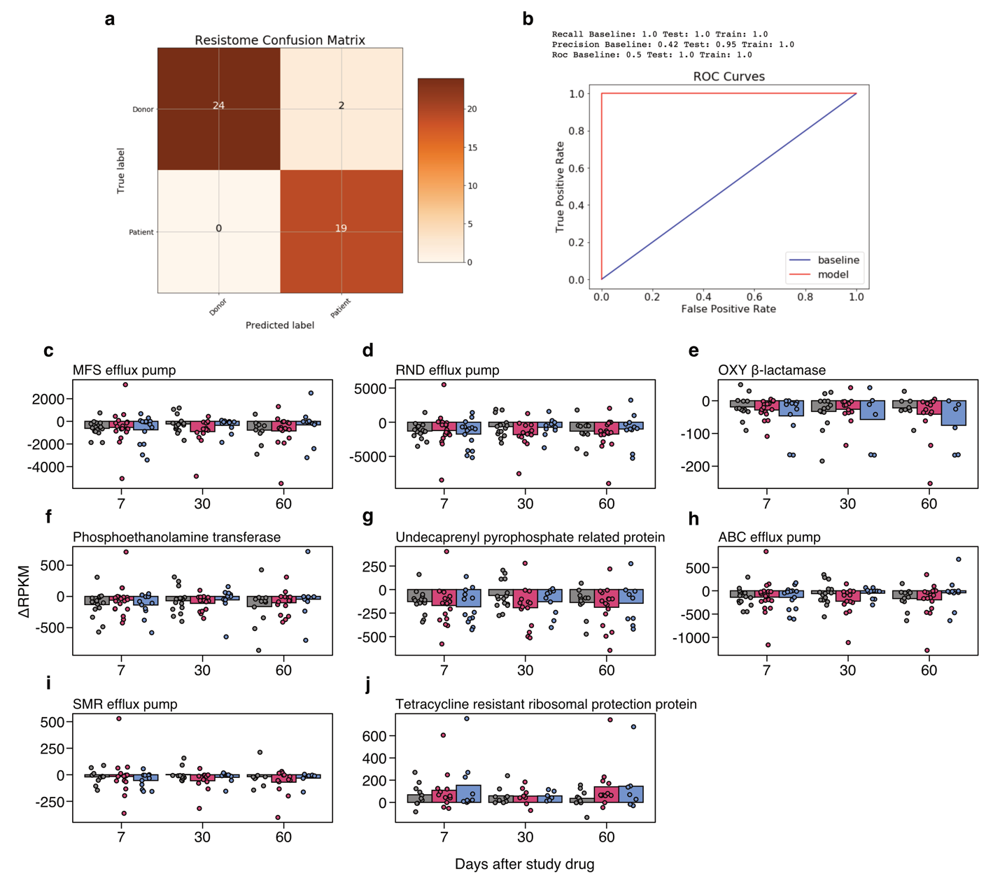 a
Resistome Confusion Matrix
24
2
0
19
Donor
Patient
True label
Donor
Patient
Predicted label
20
15
10
5
0
b
Recall Baseline: 1.0 Test: 1.0 Train: 1.0
Precision Baseline: 0.42 Test: 0.95 Train: 1.0
Roc Baseline: 0.5 Test: 1.0 Train: 1.0
ROC Curves
1.0
0.8
0.6
0.4
0.2
0.0
True Positive Rate
baseline
model
0.0 0.2 0.4 0.6 0.8 1.0
False Positive Rate
c
MFS efflux pump
2000
0
-2000
-4000
7 30 60
d
RND efflux pump
5000
0
-5000
7 30 60
e
OXY β-lactamase
0
-100
-200
7 30 60
f
Phosphoethanolamine transferase
500
0
-500
7 30 60
g
Undecaprenyl pyrophosphate related protein
250
0
-250
-500
7 30 60
h
ABC efflux pump
500
0
-500
-1000
7 30 60
ΔRPKM
i
SMR efflux pump
500
250
0
-250
7 30 60
j
Tetracycline resistant ribosomal protection protein
600
400
200
0
7 30 60
Days after study drug